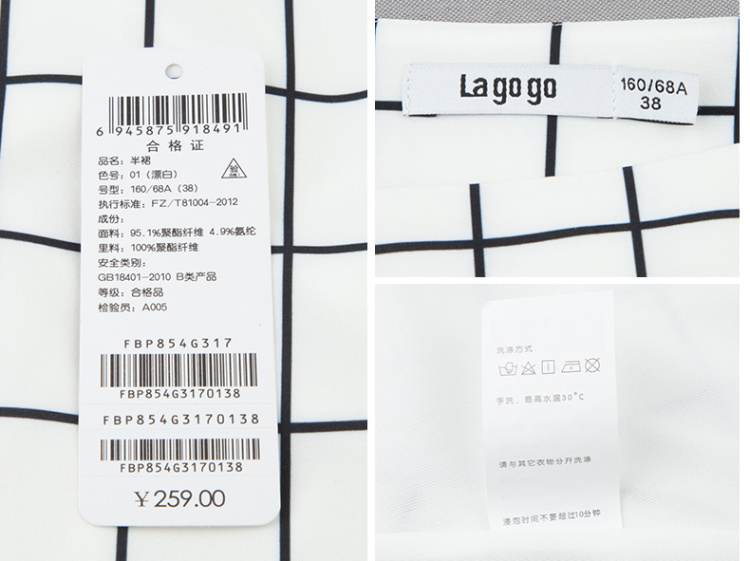 6 945875 918491
合格证
品名：半裙
色号：01（漂白）
号型：160/68A（38）
执行标准：FZ/T81004-2012
成份：
面料：95.1%聚酯纤维 4.9%氨纶
里料：100%聚酯纤维
安全类别：
GB18401-2010 B类产品
等级：合格品
检验员：A005
FBP854G317
FBP854G3170138
FBP854G3170138
FBP854G3170138
￥259.00
Lagogo
160/68A
38
洗涤方式
手洗，最高水温30°C
请与其它衣物分开洗涤
浸泡时间不要超过10分钟